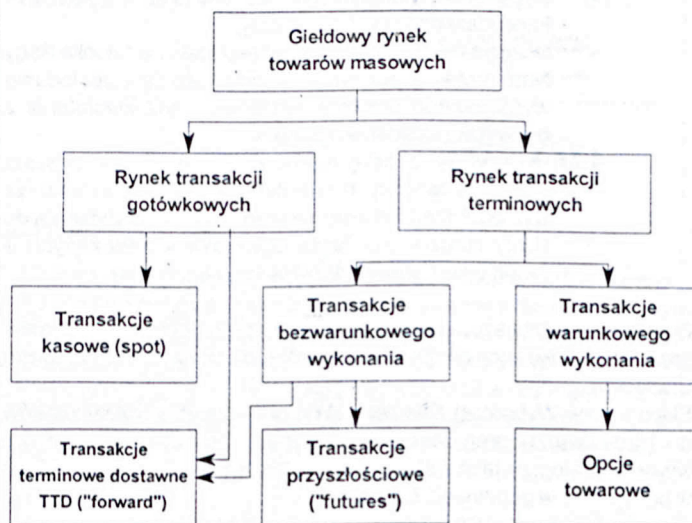 Giełdowy rynek
towarów masowych
Rynek transakcji
gotówkowych
Rynek transakcji
terminowych
Transakcje
kasowe (spot)
Transakcje
bezwarunkowego
wykonania
Transakcje
warunkowego
wykonania
Transakcje
terminowe dostawne
TTD ("forward")
Transakcje
przyszłościowe
("futures")
Opcje
towarowe